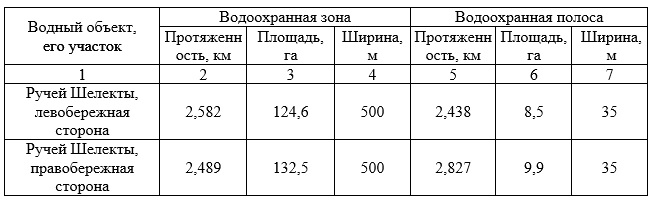 Водный объект, его участок
Водоохранная зона
Водоохранная полоса
Протяженн ость, км
Площадь, га
Ширина, м
Протяженн ость, км
Площадь, га
Ширина, м
1 2 3 4 5 6 7
Ручей Шелекты,
левобережная 2,582 124,6 500 2,438 8,5 35
сторона
Ручей Шелекты,
правобережная 2,489 132,5 500 2,827 9,9 35
сторона